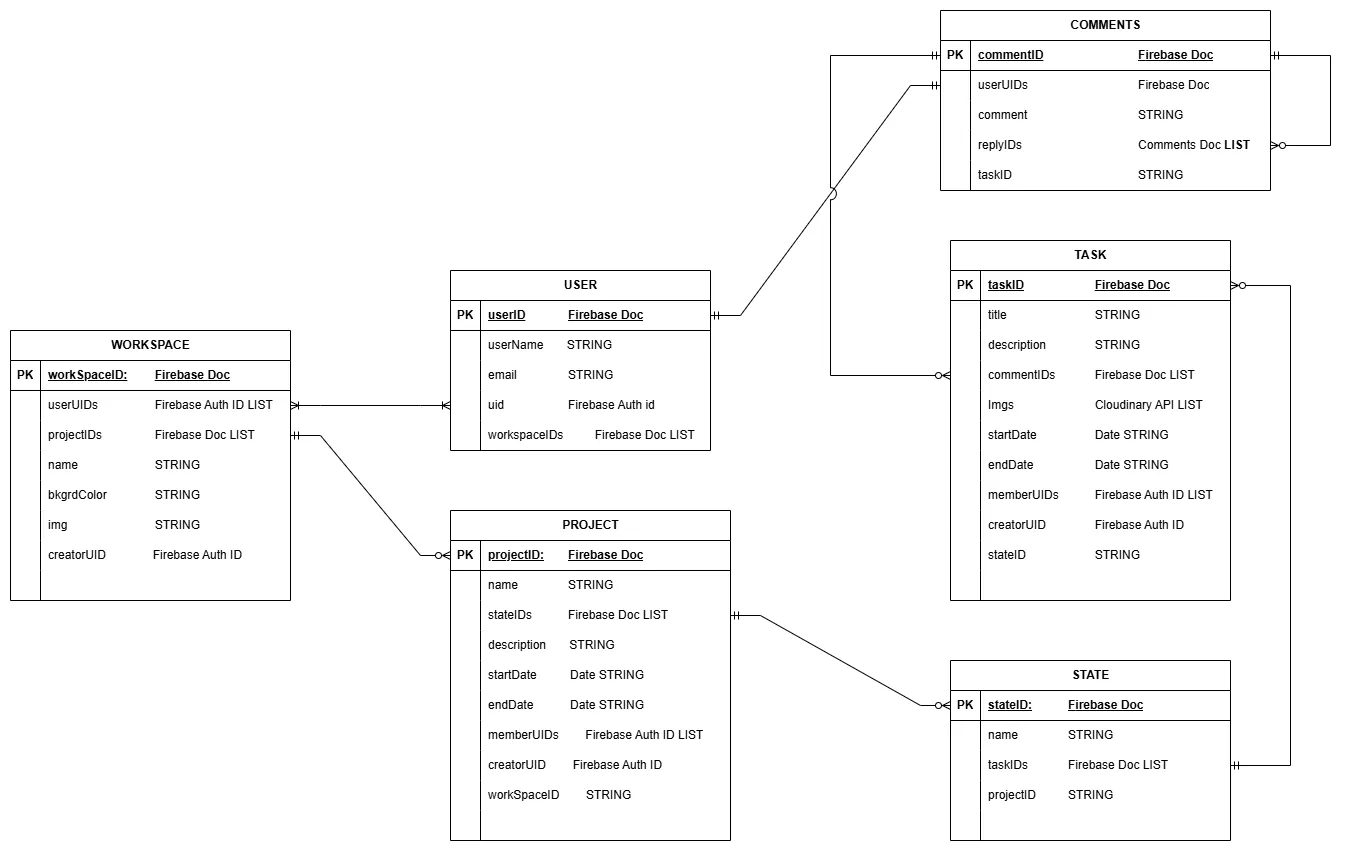 COMMENTS
PK commentID Firebase Doc
userUIDs Firebase Doc
comment STRING
replyIDs Comments Doc LIST
taskID STRING
TASK
PK taskID Firebase Doc
title STRING
description STRING
commentIDs Firebase Doc LIST
Imgs Cloudinary API LIST
startDate Date STRING
endDate Date STRING
memberUIDs Firebase Auth ID LIST
creatorUID Firebase Auth ID
stateID STRING
USER
PK userID Firebase Doc
userName STRING
email STRING
uid Firebase Auth id
workspaceIDs Firebase Doc LIST
WORKSPACE
PK workSpaceID: Firebase Doc
userUIDs Firebase Auth ID LIST
projectIDs Firebase Doc LIST
name STRING
bkgrdColor STRING
img STRING
creatorUID Firebase Auth ID
PROJECT
PK projectID: Firebase Doc
name STRING
stateIDs Firebase Doc LIST
description STRING
startDate Date STRING
endDate Date STRING
memberUIDs Firebase Auth ID LIST
creatorUID Firebase Auth ID
workSpaceID STRING
STATE
PK stateID: Firebase Doc
name STRING
taskIDs Firebase Doc LIST
projectID STRING